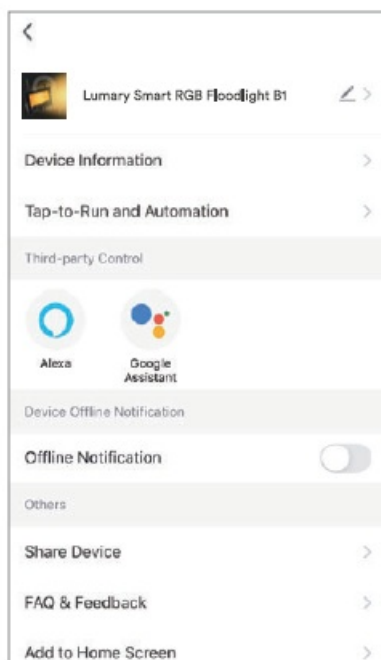 Lumary Smart RGB Floodlight B1
Device Information
Tap-to-Run and Automation
Third-party Control
Alexa
Google
Assistant
Device Offline Notification
Offline Notification
Others
Share Device
FAQ & Feedback
Add to Home Screen